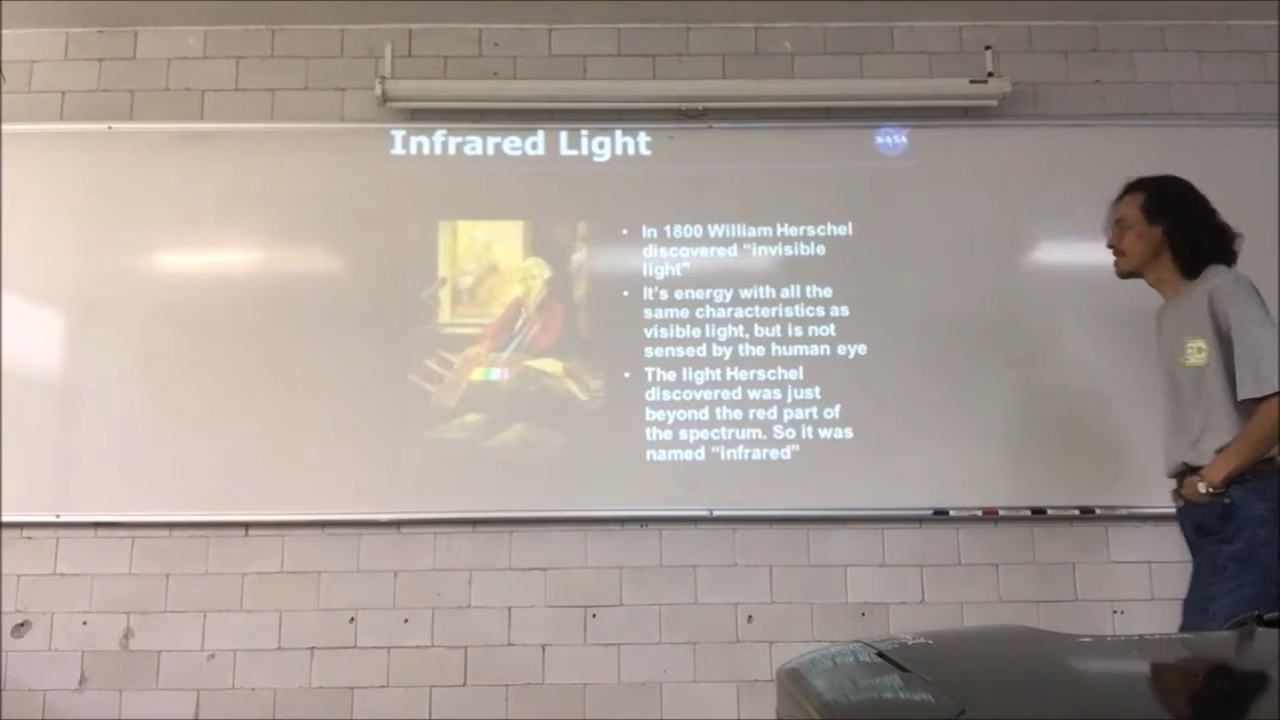 Infrared Light
NASA
• In 1800 William Herschel
discovered “invisible
light”
• It's energy with all the
same characteristics as
visible light, but is not
sensed by the human eye
• The light Herschel
discovered was just
beyond the red part of
the spectrum. So it was
named “infrared”